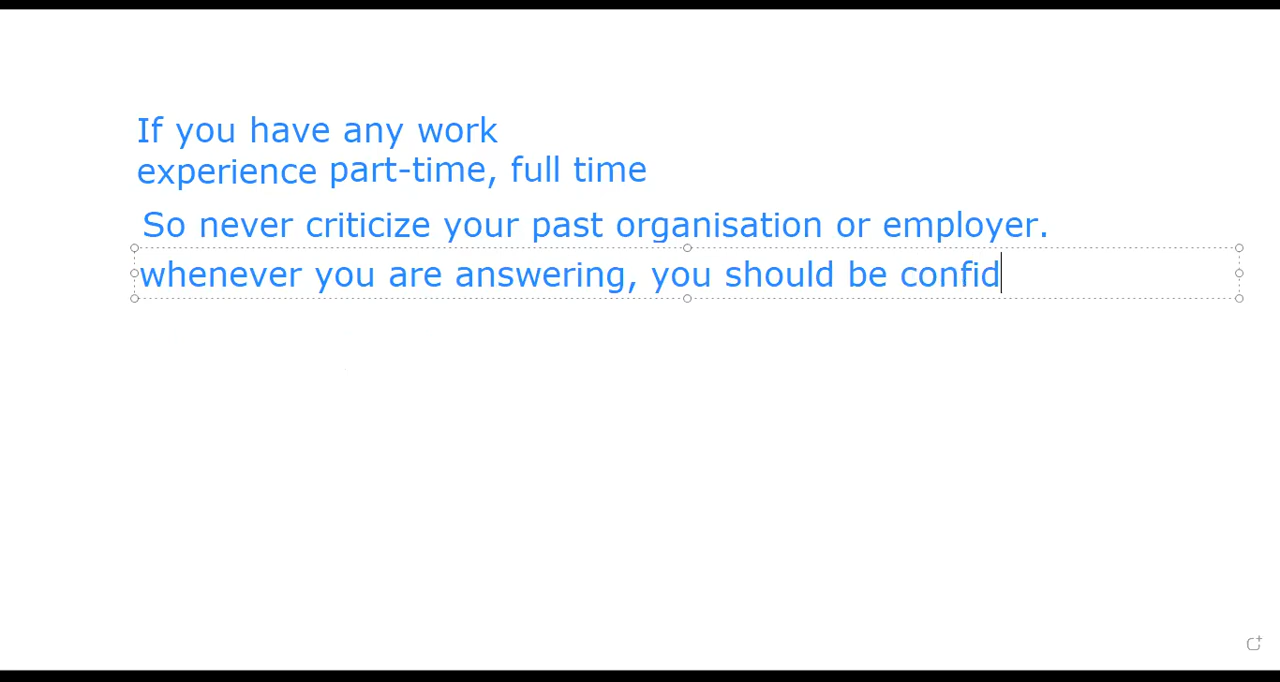 If you have any work
experience part-time, full time
So never criticize your past organisation or employer.
whenever you are answering, you should be confid